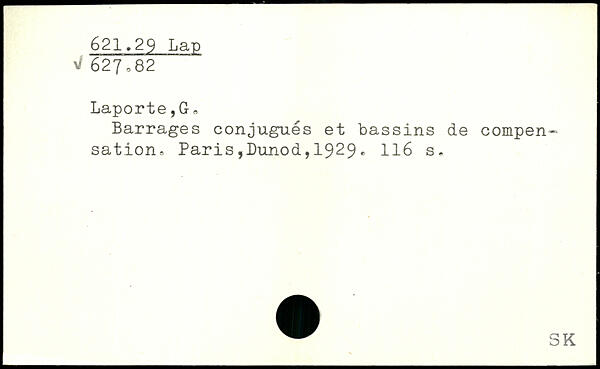 621.29 Lap
√ 627.82
Laporte,G.
Barrages conjugués et bassins de compen-
sation. Paris,Dunod,1929. 116 s.
SK